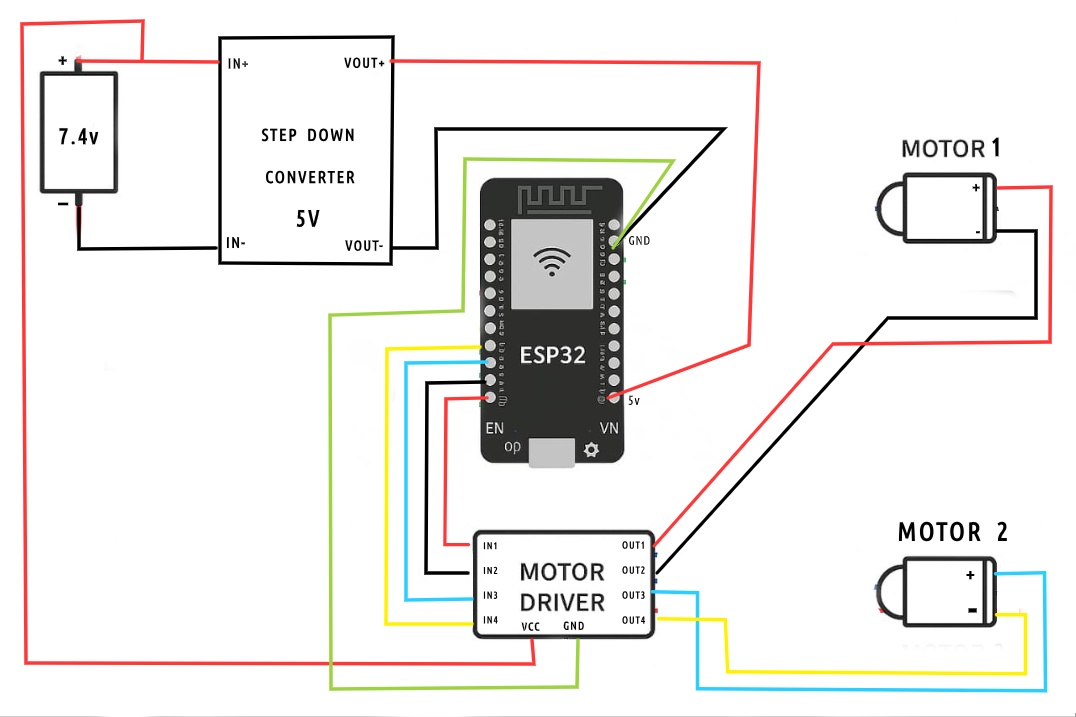 +
7.4v
−
IN+
VOUT+
STEP DOWN
CONVERTER
5V
IN-
VOUT-
GND
ESP32
5v
EN
VN
op
MOTOR 1
+
-
MOTOR 2
+
-
IN1
OUT1
IN2
MOTOR
OUT2
IN3
DRIVER
OUT3
IN4
VCC
GND
OUT4